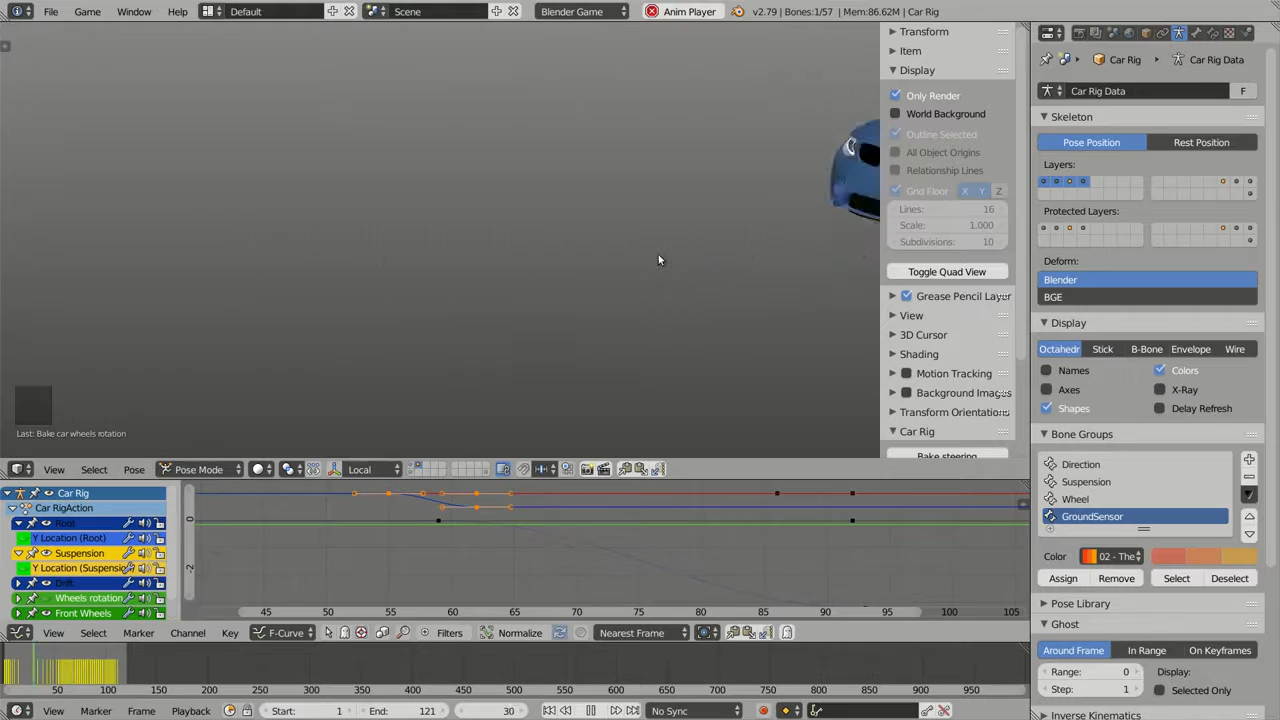 File Render Window Help Default Scene Blender Game Anim Player v2.79 | Bones:1/57 | Mem:86.62M | Car Rig
Transform
Item
Display
Only Render
World Background
Outline Selected
All Object Origins
Relationship Lines
Grid Floor X Y Z
Lines: 16
Scale: 1.000
Subdivisions: 10
Toggle Quad View
Grease Pencil Layer
View
3D Cursor
Shading
Motion Tracking
Background Images
Transform Orientations
Car Rig
Bake steering
Last: Bake car wheels rotation
View Select Pose Pose Mode Local
Car Rig
Car RigAction
Root
Y Location (Root)
Suspension
Y Location (Suspensio
Drift
Wheels rotation
Front Wheels
0
-2
45 50 55 60 65 70 75 80 85 90 95 100 105
View Select Marker Channel Key F-Curve Filters Normalize Nearest Frame
0 50 100 150 200 250 300 350 400 450 500 550 600 650 700 750 800 850 900 950
View Marker Frame Playback Start: 1 End: 121 30 No Sync
Car Rig Car Rig Data
Car Rig Data F
Skeleton
Pose Position Rest Position
Layers:
Protected Layers:
Deform:
Blender
BGE
Display
Octahedr Stick B-Bone Envelope Wire
Names Colors
Axes X-Ray
Shapes Delay Refresh
Bone Groups
Direction
Suspension
Wheel
GroundSensor
Color 02 - The
Assign Remove Select Deselect
Pose Library
Ghost
Around Frame In Range On Keyframes
Range: 0 Display:
Step: 1 Selected Only
Inverse Kinematics